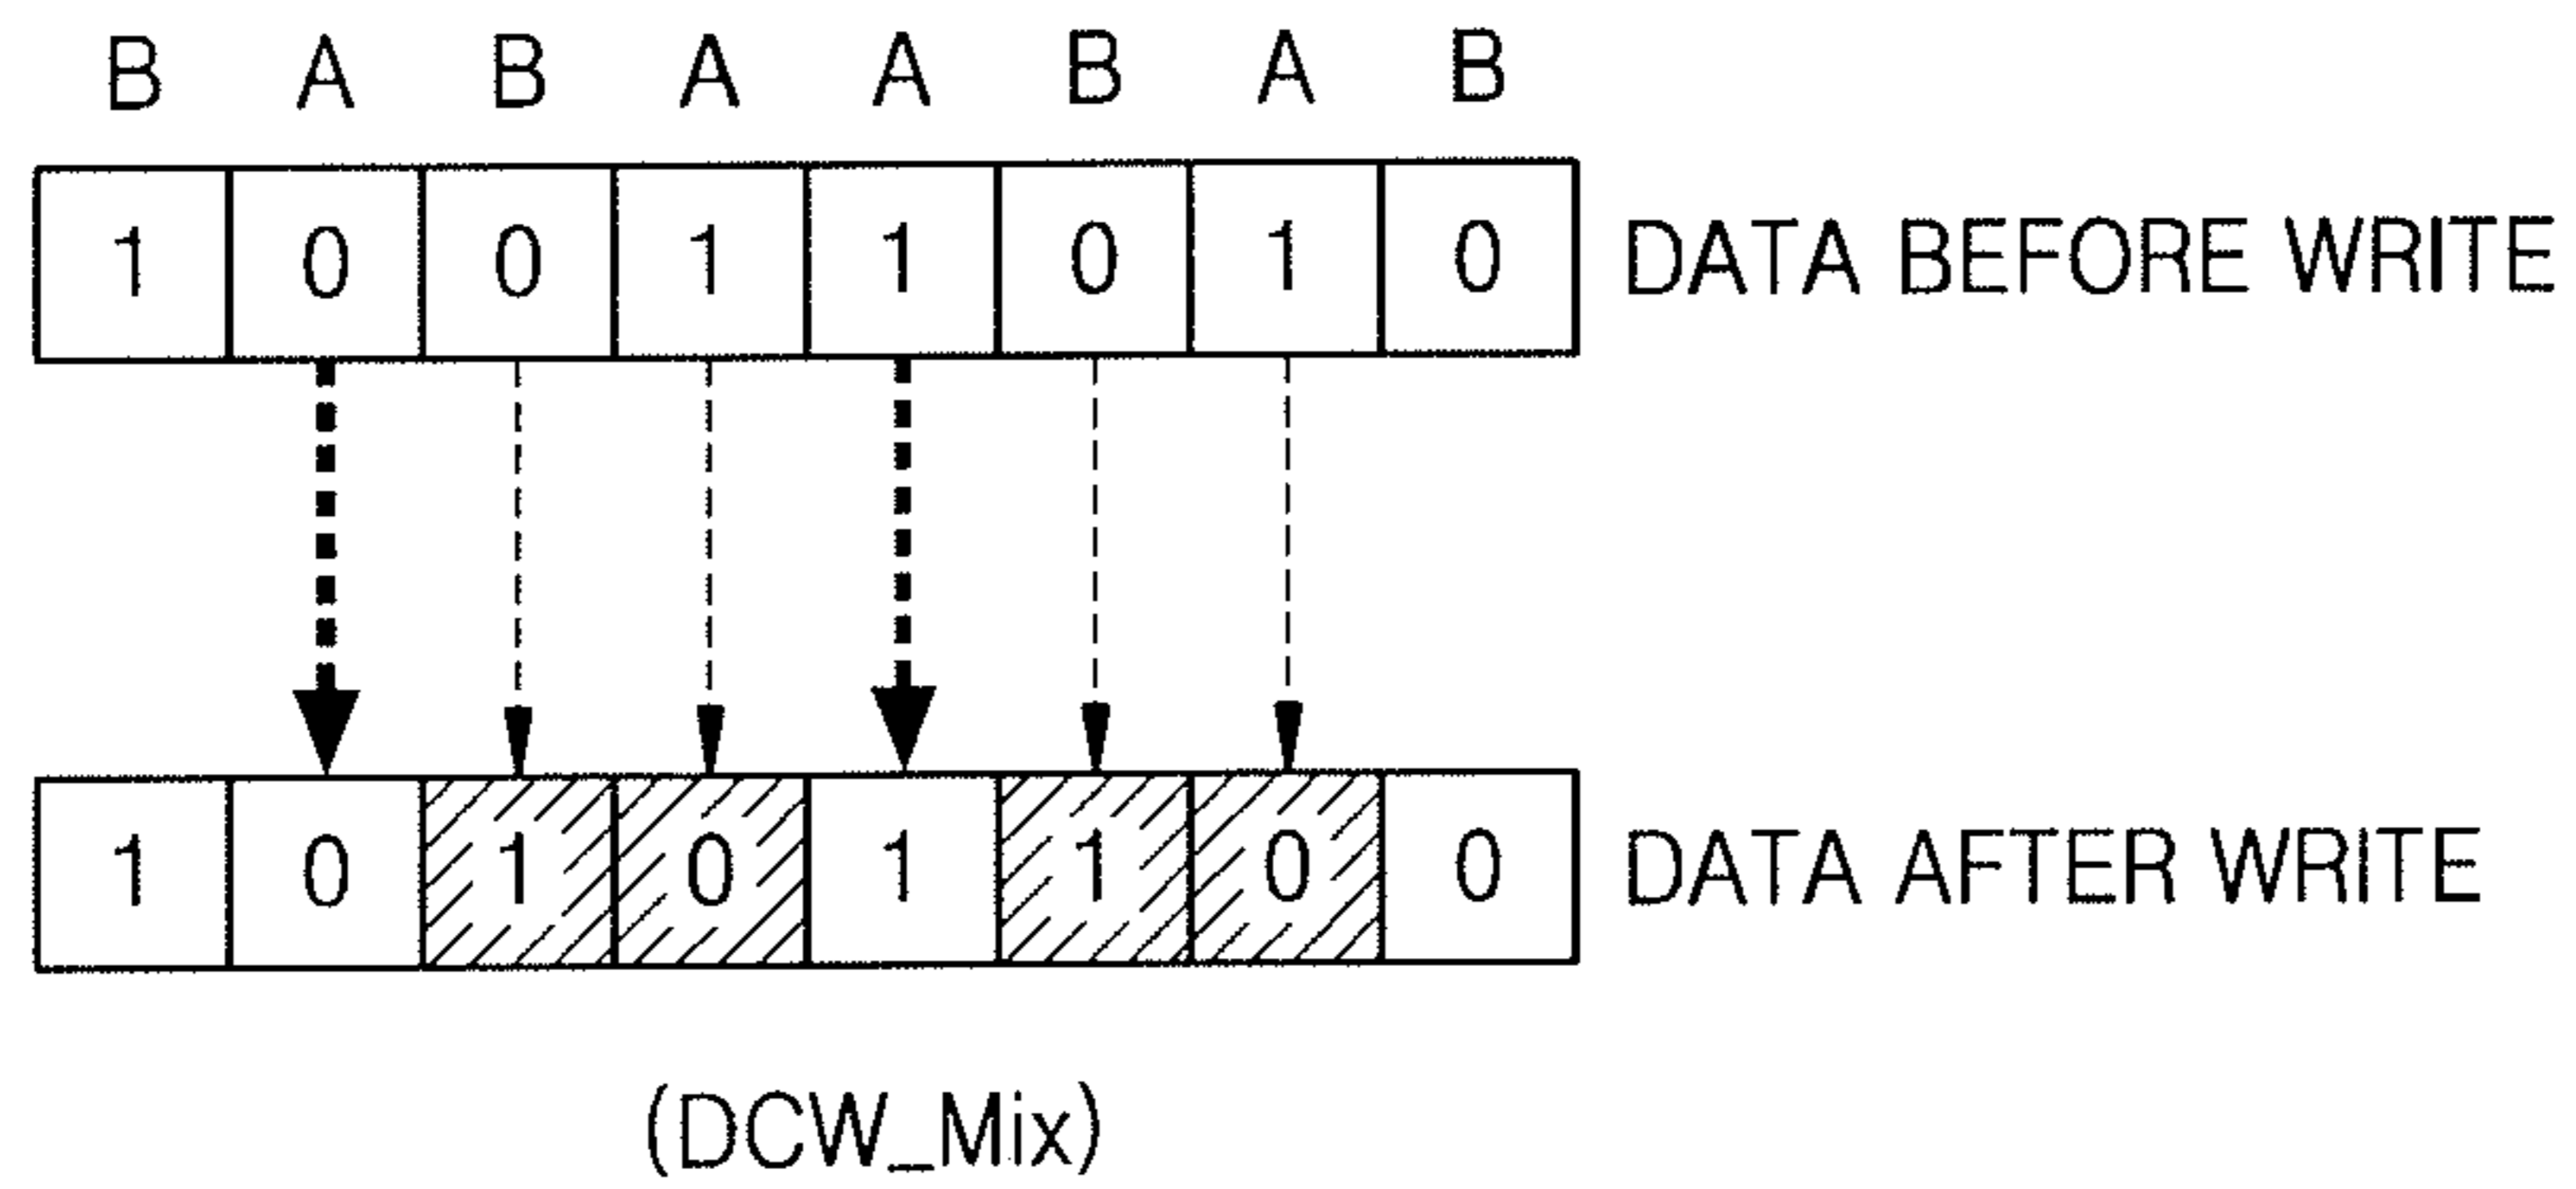 B A B A A B A B
1 0 0 1 1 0 1 0 DATA BEFORE WRITE
1 0 1 0 1 1 0 0 DATA AFTER WRITE
(DCW_Mix)